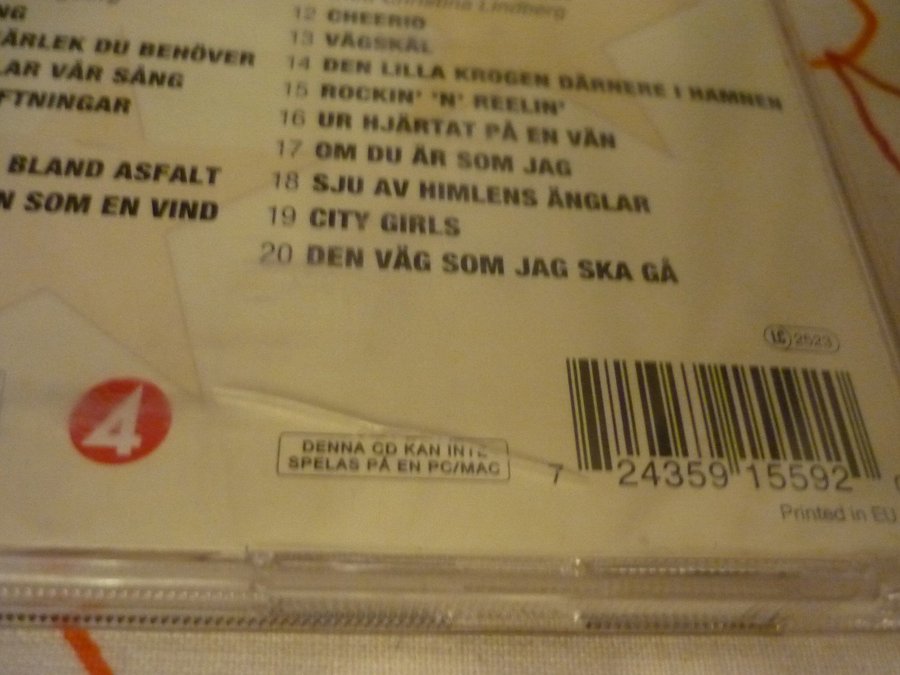 NG
ÄRLEK DU BEHÖVER
LAR VÅR SÅNG
FTNINGAR
BLAND ASFALT
N SOM EN VIND
Christina Lindberg
12 CHEERIO
13 VÄGSKÄL
14 DEN LILLA KROGEN DÄRNERE I HAMNEN
15 ROCKIN' 'N' REELIN'
16 UR HJÄRTAT PÅ EN VÄN
17 OM DU ÄR SOM JAG
18 SJU AV HIMLENS ÄNGLAR
19 CITY GIRLS
20 DEN VÄG SOM JAG SKA GÅ
LC 2523
4
DENNA CD KAN INTE
SPELAS PÅ EN PC/MAC
7 24359 15592
Printed in EU